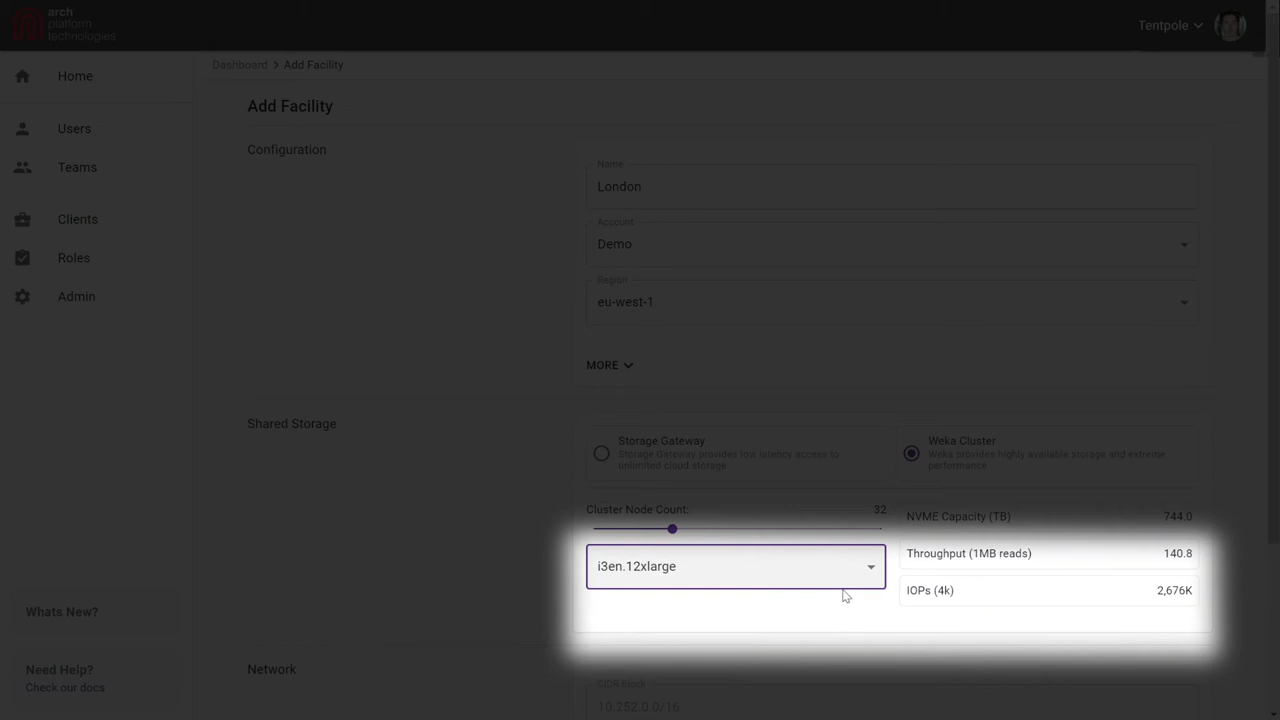 arch
platform
technologies
Tentpole
Home
Users
Teams
Clients
Roles
Admin
Whats New?
Need Help?
Check our docs
Dashboard > Add Facility
Add Facility
Configuration
Name
London
Account
Demo
Region
eu-west-1
MORE
Shared Storage
Storage Gateway
Storage Gateway provides low latency access to
unlimited cloud storage.
Weka Cluster
Weka provides highly available storage and extreme
performance
Cluster Node Count: 32
i3en.12xlarge
NVME Capacity (TB) 744.0
Throughput (1MB reads) 140.8
IOPs (4k) 2,676K
Network
CIDR Block
10.252.0.0/16